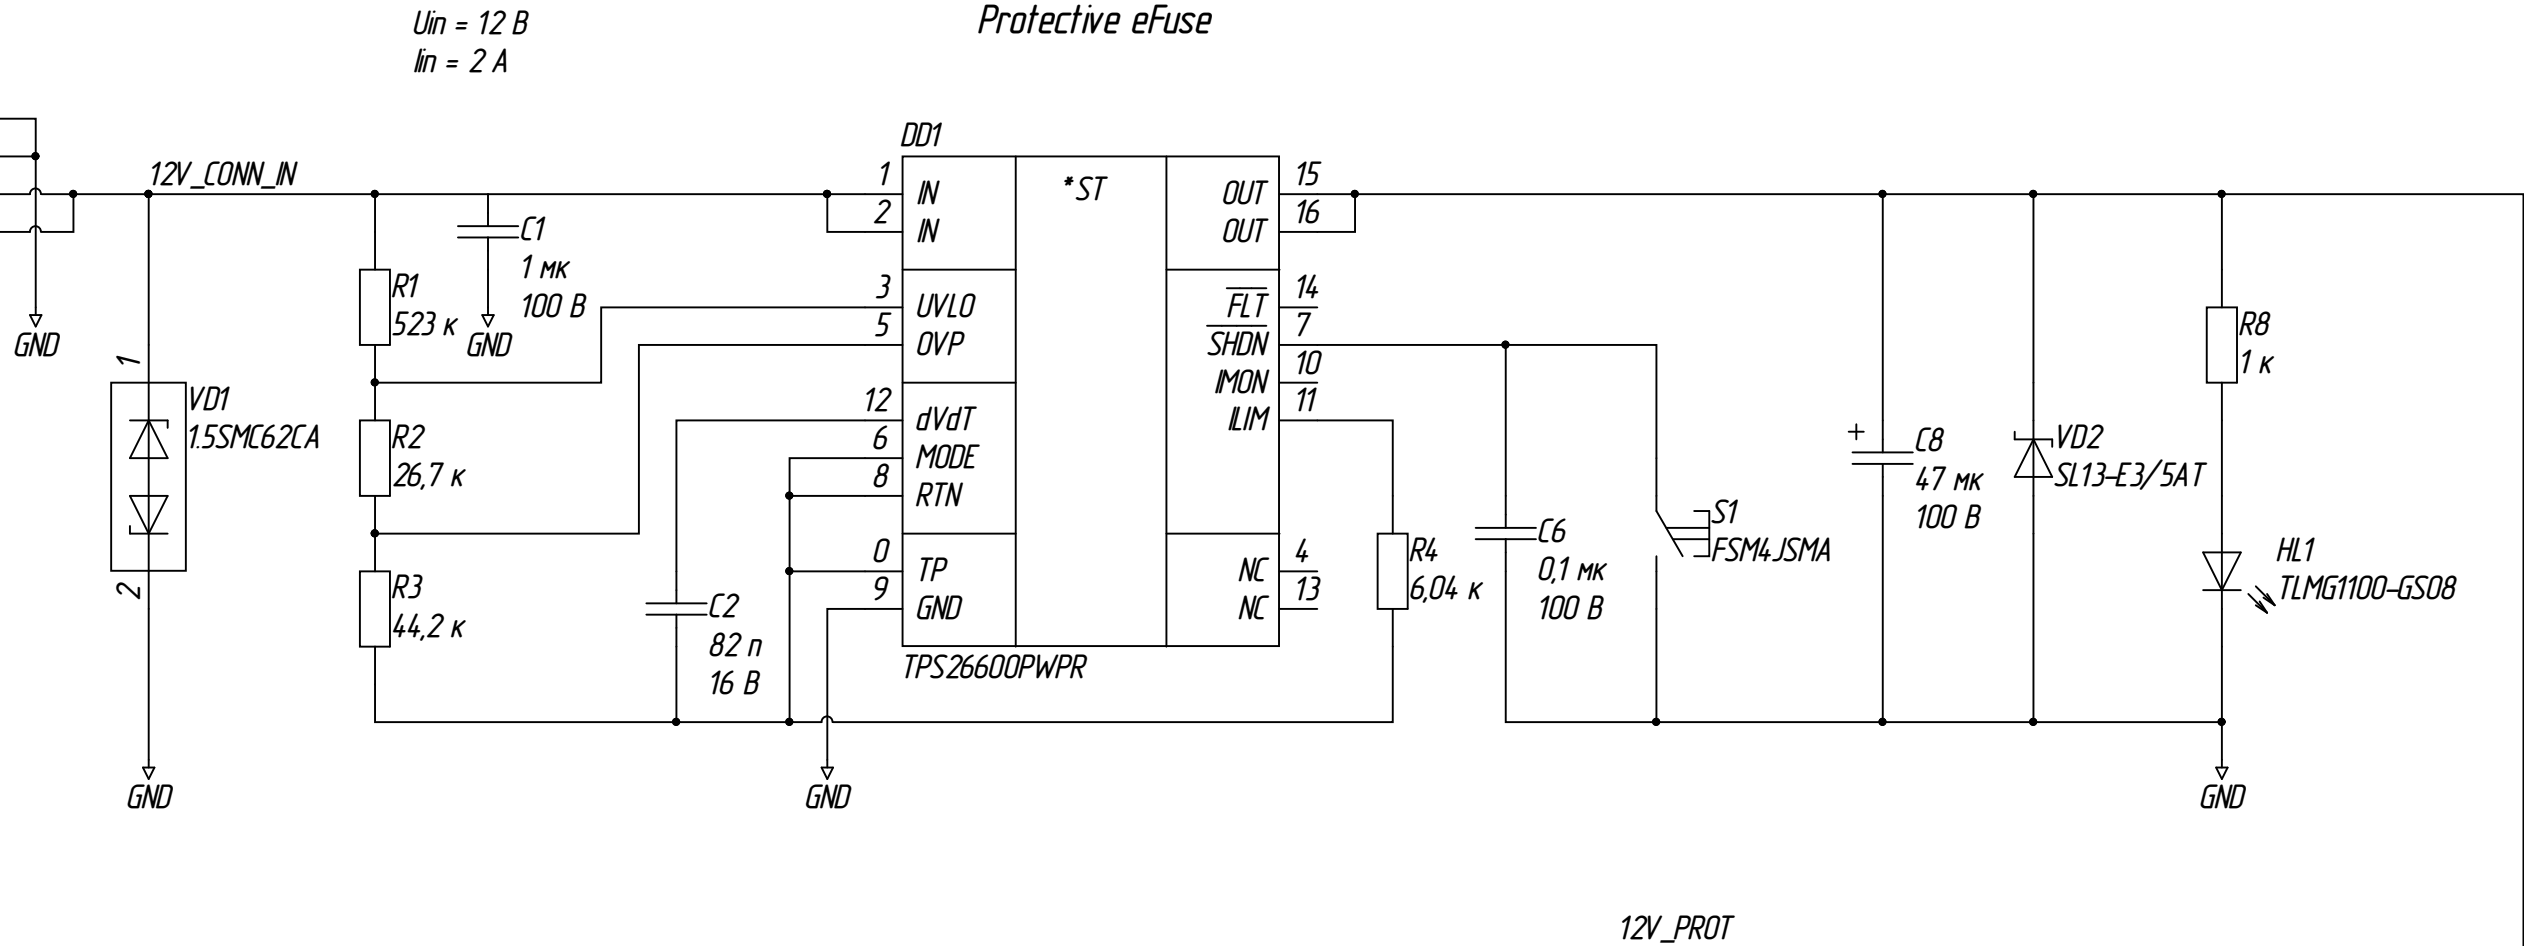 Uin = 12 В
Iin = 2 А
Protective eFuse
12V_CONN_IN
GND
1
VD1
1.5SMC62CA
2
GND
R1
523 к
R2
26,7 к
R3
44,2 к
C1
1 мк
100 В
GND
C2
82 п
16 В
DD1
*ST
1 IN
2 IN
3 UVLO
5 OVP
12 dVdT
6 MODE
8 RTN
0 TP
9 GND
OUT 15
OUT 16
FLT 14
SHDN 7
IMON 10
ILIM 11
NC 4
NC 13
TPS26600PWPR
GND
R4
6,04 к
C6
0,1 мк
100 В
S1
FSM4JSMA
+
C8
47 мк
100 В
VD2
SL13-E3/5AT
R8
1 к
HL1
TLMG1100-GS08
GND
12V_PROT